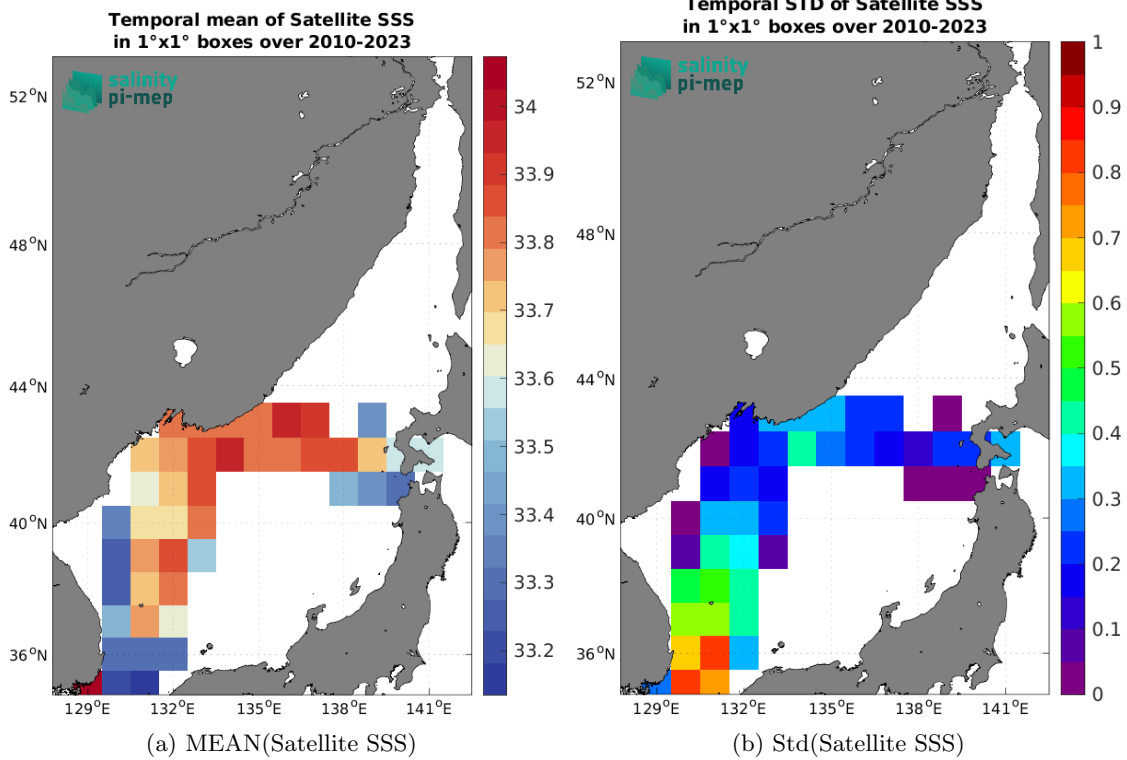 Temporal mean of Satellite SSS
in 1°x1° boxes over 2010-2023
salinity
pi-mep
52°N
48°N
44°N
40°N
36°N
129°E
132°E
135°E
138°E
141°E
34
33.9
33.8
33.7
33.6
33.5
33.4
33.3
33.2
(a) MEAN(Satellite SSS)
Temporal STD of Satellite SSS
in 1°x1° boxes over 2010-2023
salinity
pi-mep
52°N
48°N
44°N
40°N
36°N
129°E
132°E
135°E
138°E
141°E
1
0.9
0.8
0.7
0.6
0.5
0.4
0.3
0.2
0.1
0
(b) Std(Satellite SSS)